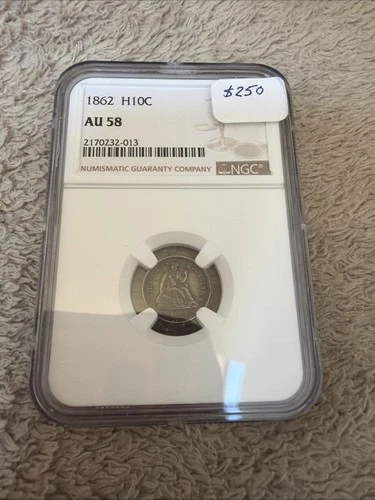 1862 H10C
$250
AU 58
2170232-013
NUMISMATIC GUARANTY COMPANY
NGC